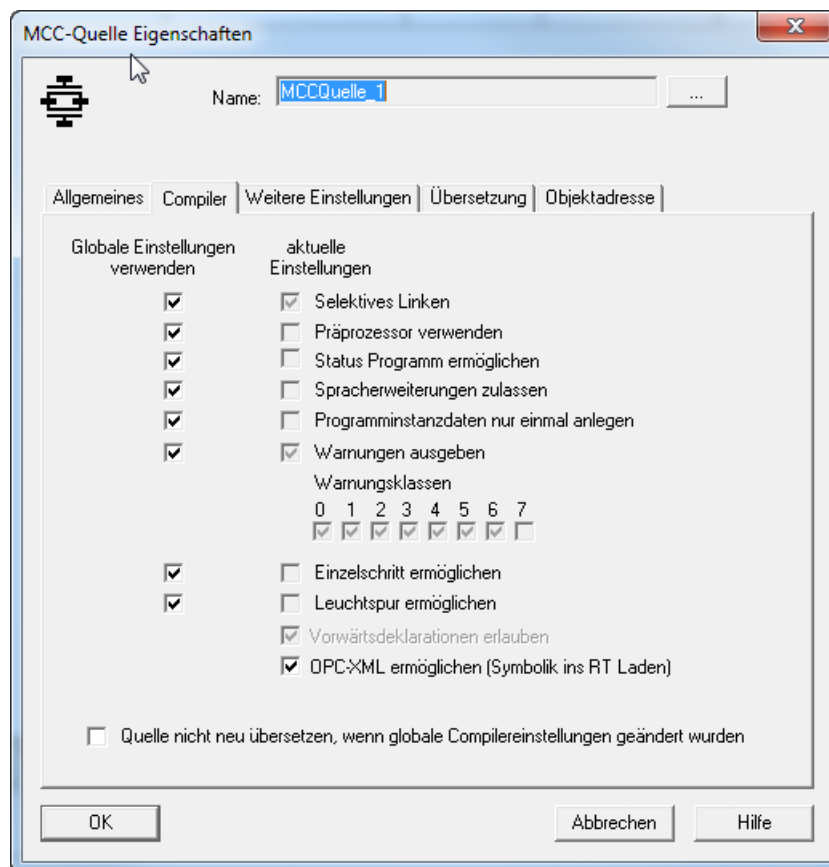 MCC-Quelle Eigenschaften
Name: MCCQuelle_1 ...
Allgemeines Compiler Weitere Einstellungen Übersetzung Objektadresse
Globale Einstellungen verwenden
aktuelle Einstellungen
Selektives Linken
Präprozessor verwenden
Status Programm ermöglichen
Spracherweiterungen zulassen
Programminstanzdaten nur einmal anlegen
Warnungen ausgeben
Warnungsklassen
0 1 2 3 4 5 6 7
Einzelschritt ermöglichen
Leuchtspur ermöglichen
Vorwärtsdeklarationen erlauben
OPC-XML ermöglichen (Symbolik ins RT Laden)
Quelle nicht neu übersetzen, wenn globale Compilereinstellungen geändert wurden
OK Abbrechen Hilfe